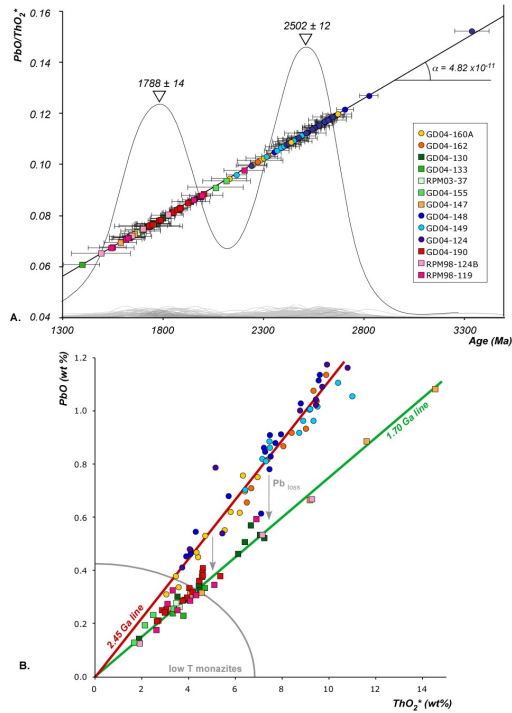 PbO/ThO2*
0.16
0.14
0.12
0.10
0.08
0.06
0.04
2502 ± 12
1788 ± 14
α = 4.82 x10-11
GD04-160A
GD04-162
GD04-130
GD04-133
RPM03-37
GD04-155
GD04-147
GD04-148
GD04-149
GD04-124
GD04-190
RPM98-124B
RPM98-119
A.
1300
1800
2300
2800
3300
Age (Ma)
B.
PbO (wt %)
1.2
1.0
0.8
0.6
0.4
0.2
0.0
2.45 Ga line
1.70 Ga line
Pb loss
low T monazites
0
2
4
6
8
10
12
14
ThO2* (wt%)